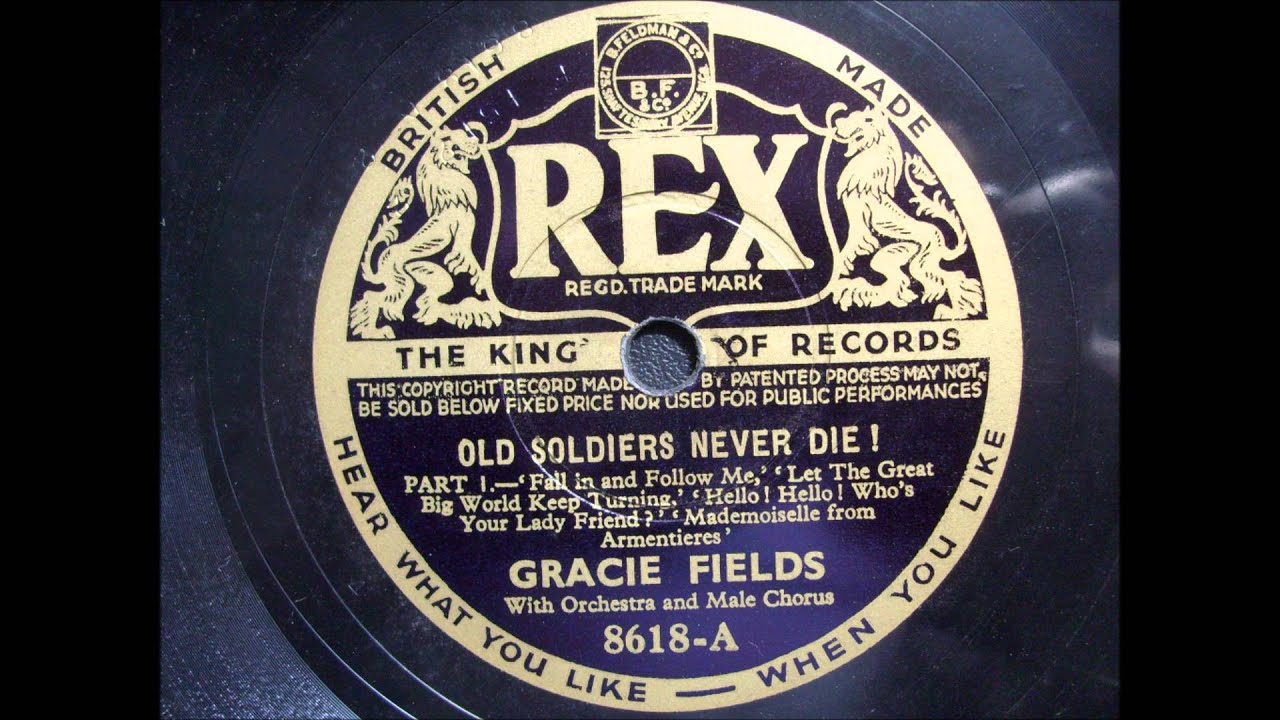 B. FELDMAN & Co
125, SHAFTESBURY AVENUE,
B. F.
& Co
BRITISH MADE
REX
REGD. TRADE MARK
THE KING OF RECORDS
THIS COPYRIGHT RECORD MADE BY PATENTED PROCESS MAY NOT
BE SOLD BELOW FIXED PRICE NOR USED FOR PUBLIC PERFORMANCES
OLD SOLDIERS NEVER DIE!
PART 1.—‘Fall in and Follow Me,’ ‘Let The Great
Big World Keep Turning,’ ‘Hello! Hello! Who’s
Your Lady Friend?’ ‘Mademoiselle from
Armentieres’
GRACIE FIELDS
With Orchestra and Male Chorus
8618-A
HEAR WHAT YOU LIKE — WHEN YOU LIKE